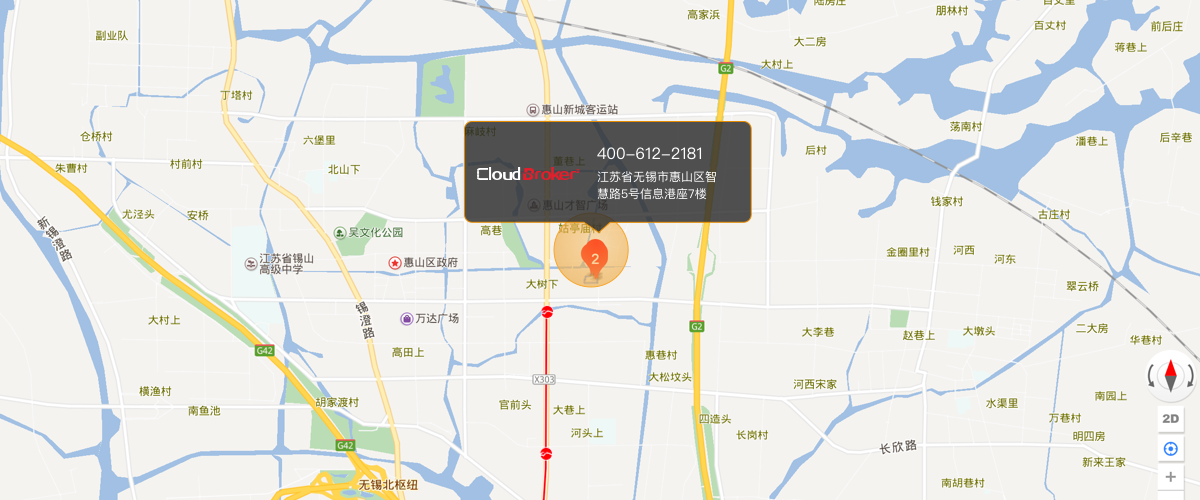 高家浜
陆房庄
朋林村
百丈里
百丈村
前后庄
副业队
大二房
蒋巷上
大村上
G2
丁塔村
惠山新城客运站
仓桥村
六堡里
麻岐村
荡南村
潘巷上
后辛巷
400-612-2181
后村
朱曹村
村前村
北山下
董巷上
CloudBroker
江苏省无锡市惠山区智
慧路5号信息港座7楼
惠山才智广场
钱家村
尤泾头
安桥
古庄村
新锡澄路
吴文化公园
高巷
姑亭庙
金圈里村
河西
河东
江苏省锡山
高级中学
惠山区政府
2
大树下
翠云桥
大村上
锡澄路
万达广场
G2
大李巷
赵巷上
大墩头
二大房
华巷村
G42
高田上
惠巷村
X303
大松坟头
横渔村
河西宋家
南园上
胡家渡村
南鱼池
官前头
大巷上
水渠里
万巷村
2D
四造头
河头上
大岗村
明四房
G42
长欣路
新来王家
无锡北枢纽
南胡巷村